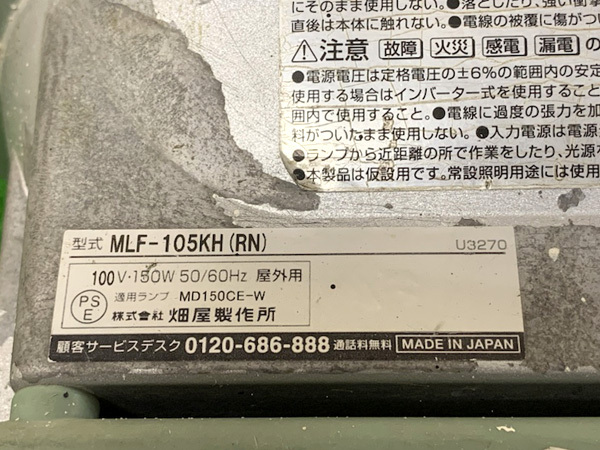 にそのまま使用しない。●落としたり、強い衝撃
直後は本体に触れない。●電線の被覆に傷がつい
⚠注意 故障 火災 感電 漏電 の
●電源電圧は定格電圧の±6%の範囲内の安定
使用する場合はインバーター式を使用すること
囲内で使用すること。●電線に過度の張力を加
料がついたまま使用しない。●入力電源は電源
●ランプから近距離の所で作業をしたり、光源
●本製品は仮設用です。常設照明用途には使用
型式 MLF-105KH(RN) U3270
100V・150W 50/60Hz 屋外用
PSE 適用ランプ MD150CE-W
株式会社 畑屋製作所
顧客サービスデスク 0120-686-888 通話料無料 MADE IN JAPAN